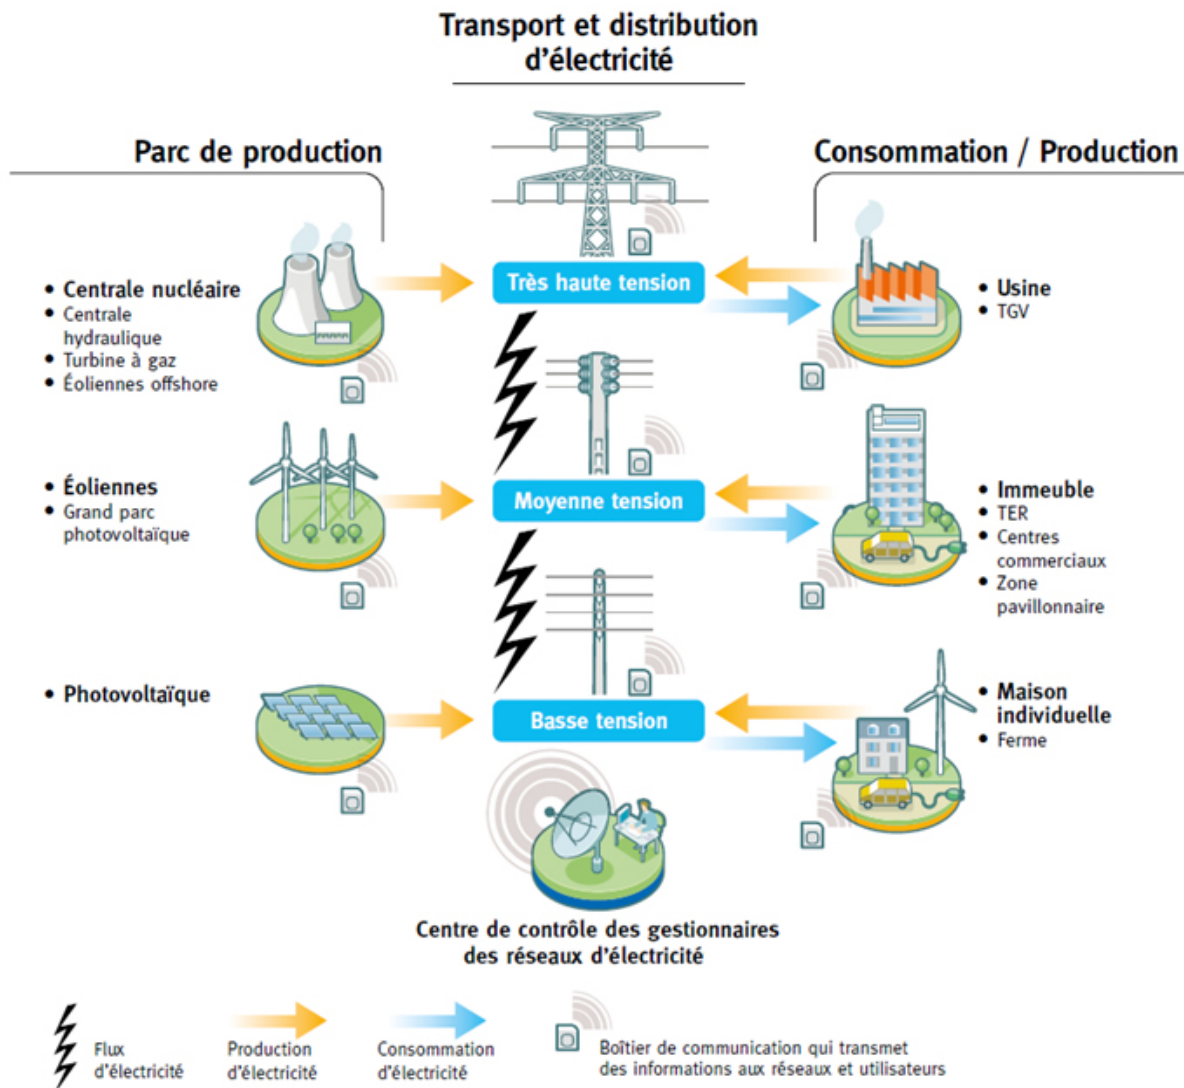 Transport et distribution
d'électricité
Parc de production
Consommation / Production
• Centrale nucléaire
• Centrale
hydraulique
• Turbine à gaz
• Éoliennes offshore
Très haute tension
• Usine
• TGV
• Éoliennes
• Grand parc
photovoltaïque
Moyenne tension
• Immeuble
• TER
• Centres
commerciaux
• Zone
pavillonnaire
• Photovoltaïque
Basse tension
• Maison
individuelle
• Ferme
Centre de contrôle des gestionnaires
des réseaux d'électricité
Flux
d'électricité
Production
d'électricité
Consommation
d'électricité
Boîtier de communication qui transmet
des informations aux réseaux et utilisateurs